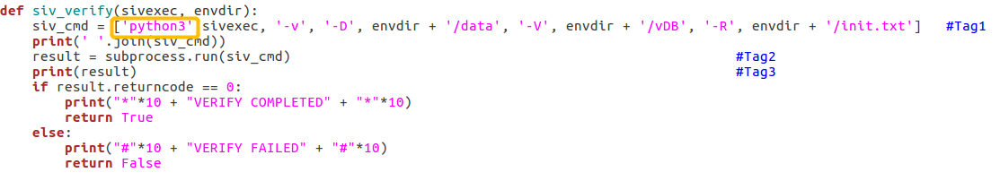 def siv_verify(sivexec, envdir):
    siv_cmd = ['python3' sivexec, '-v', '-D', envdir + '/data', '-V', envdir + '/vDB', '-R', envdir + '/init.txt']   #Tag1
    print(' '.join(siv_cmd))
    result = subprocess.run(siv_cmd)   #Tag2
    print(result)   #Tag3
    if result.returncode == 0:
        print("*"*10 + "VERIFY COMPLETED" + "*"*10)
        return True
    else:
        print("#"*10 + "VERIFY FAILED" + "#"*10)
        return False